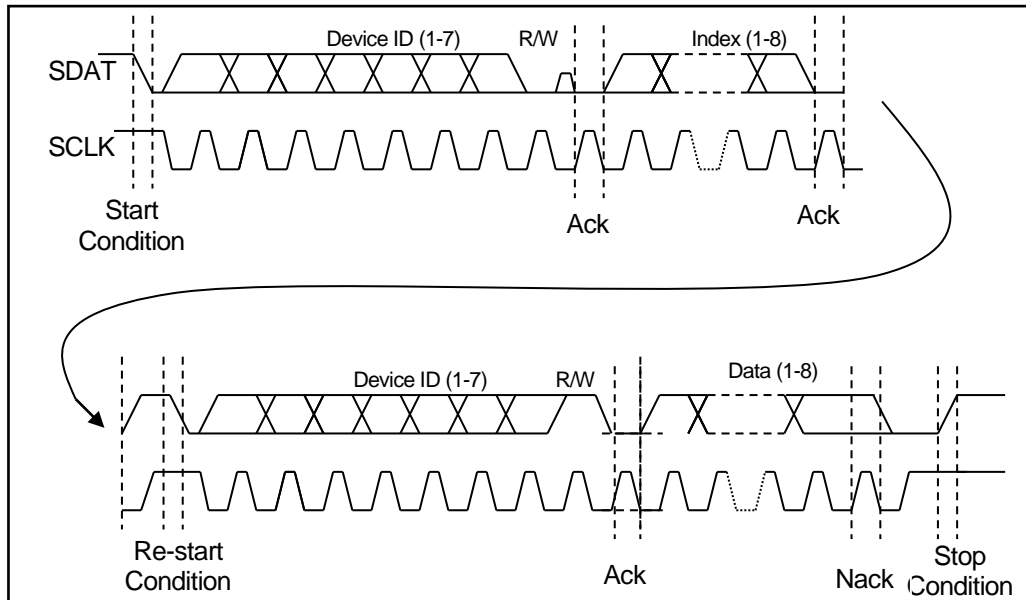 Device ID (1-7) R/W Index (1-8)
SDAT
SCLK
Start
Condition
Ack
Ack
Device ID (1-7) R/W Data (1-8)
Re-start
Condition
Ack
Nack
Stop
Condition